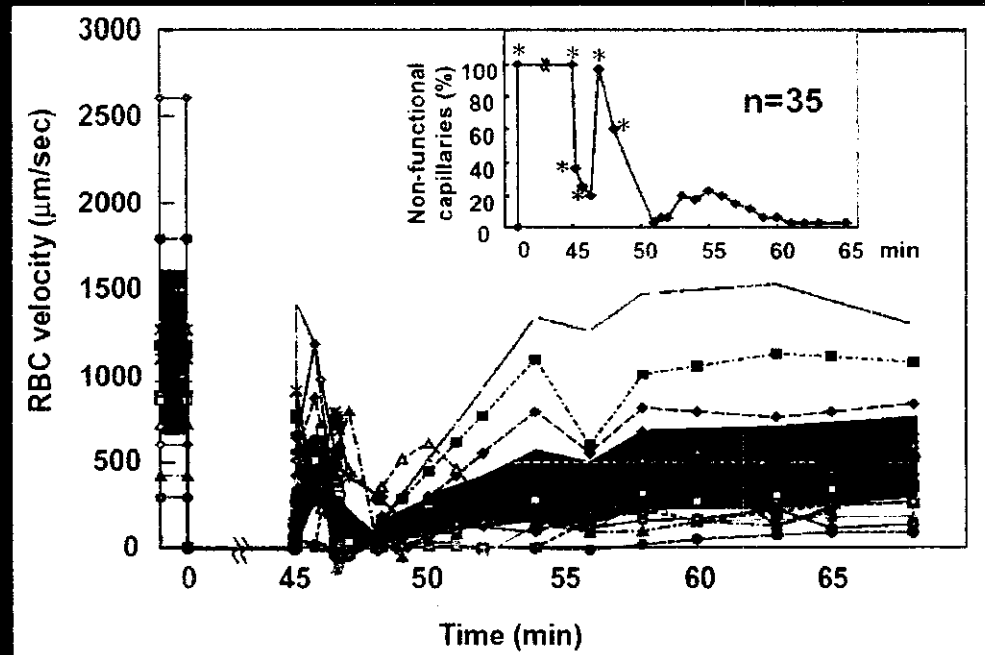 3000
2500
2000
1500
1000
500
0
RBC velocity (µm/sec)
0 45 50 55 60 65
Time (min)
Non-functional
capillaries (%)
100
80
60
40
20
0
n=35
0 45 50 55 60 65 min